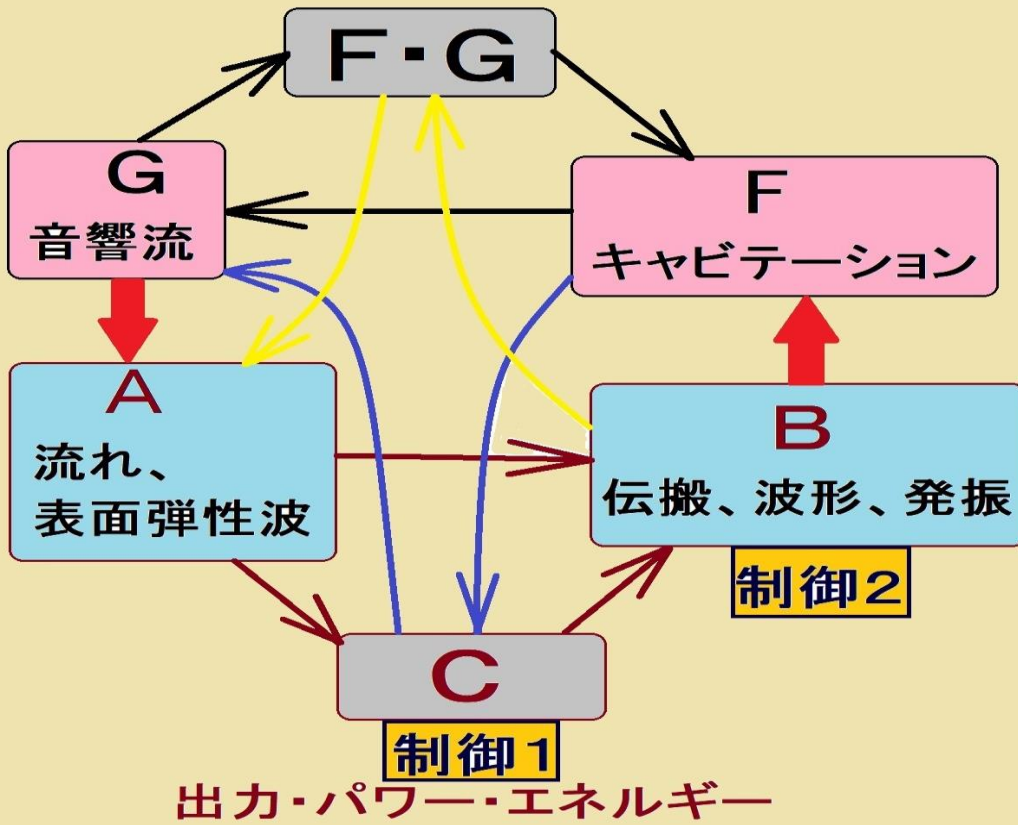 F・G
G
音響流
F
キャビテーション
A
流れ、
表面弾性波
B
伝搬、波形、発振
制御2
C
制御1
出力・パワー・エネルギー